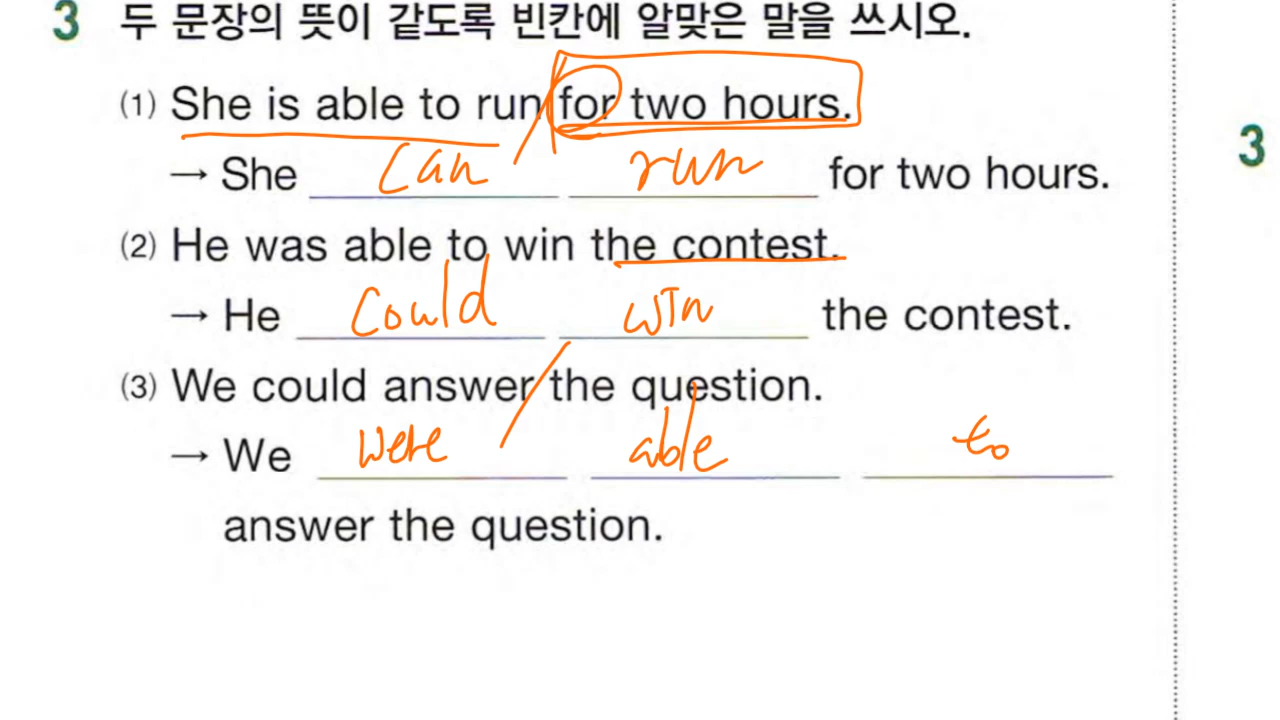 3 두 문장의 뜻이 같도록 빈칸에 알맞은 말을 쓰시오.
(1) She is able to run for two hours.
→ She can run for two hours.
3
(2) He was able to win the contest.
→ He could win the contest.
(3) We could answer the question.
→ We were able to
answer the question.